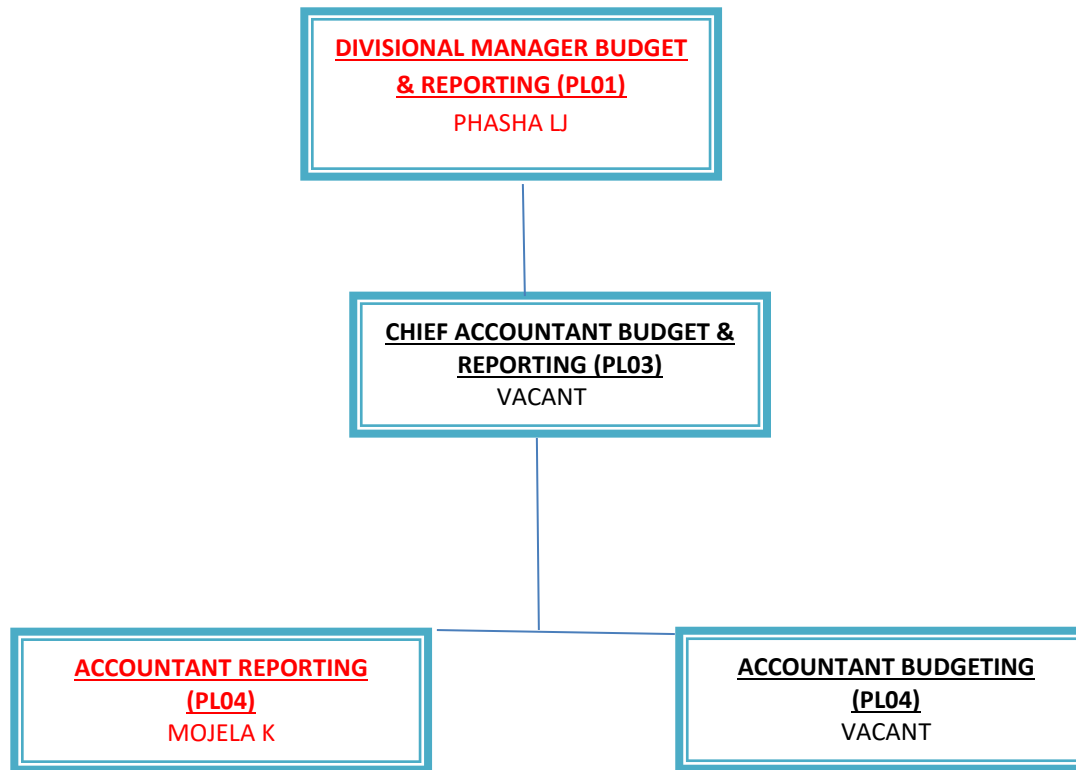 DIVISIONAL MANAGER BUDGET
& REPORTING (PL01)
PHASHA LJ
CHIEF ACCOUNTANT BUDGET &
REPORTING (PL03)
VACANT
ACCOUNTANT REPORTING
(PL04)
MOJELA K
ACCOUNTANT BUDGETING
(PL04)
VACANT